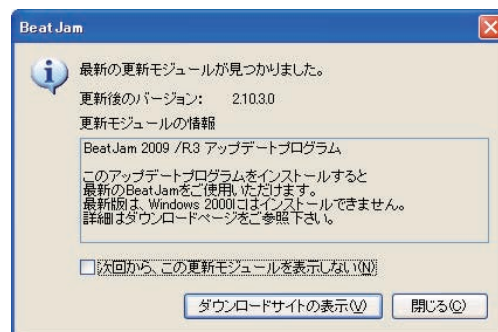 BeatJam
最新の更新モジュールが見つかりました。
更新後のバージョン: 2.10.3.0
更新モジュールの情報
BeatJam 2009 /R.3 アップデートプログラム
このアップデートプログラムをインストールすると
最新のBeatJamをご使用いただけます。
最新版は、Windows 2000にはインストールできません。
詳細はダウンロードページをご参照下さい。
次回から、この更新モジュールを表示しない(N)
ダウンロードサイトの表示(V) 閉じる(C)